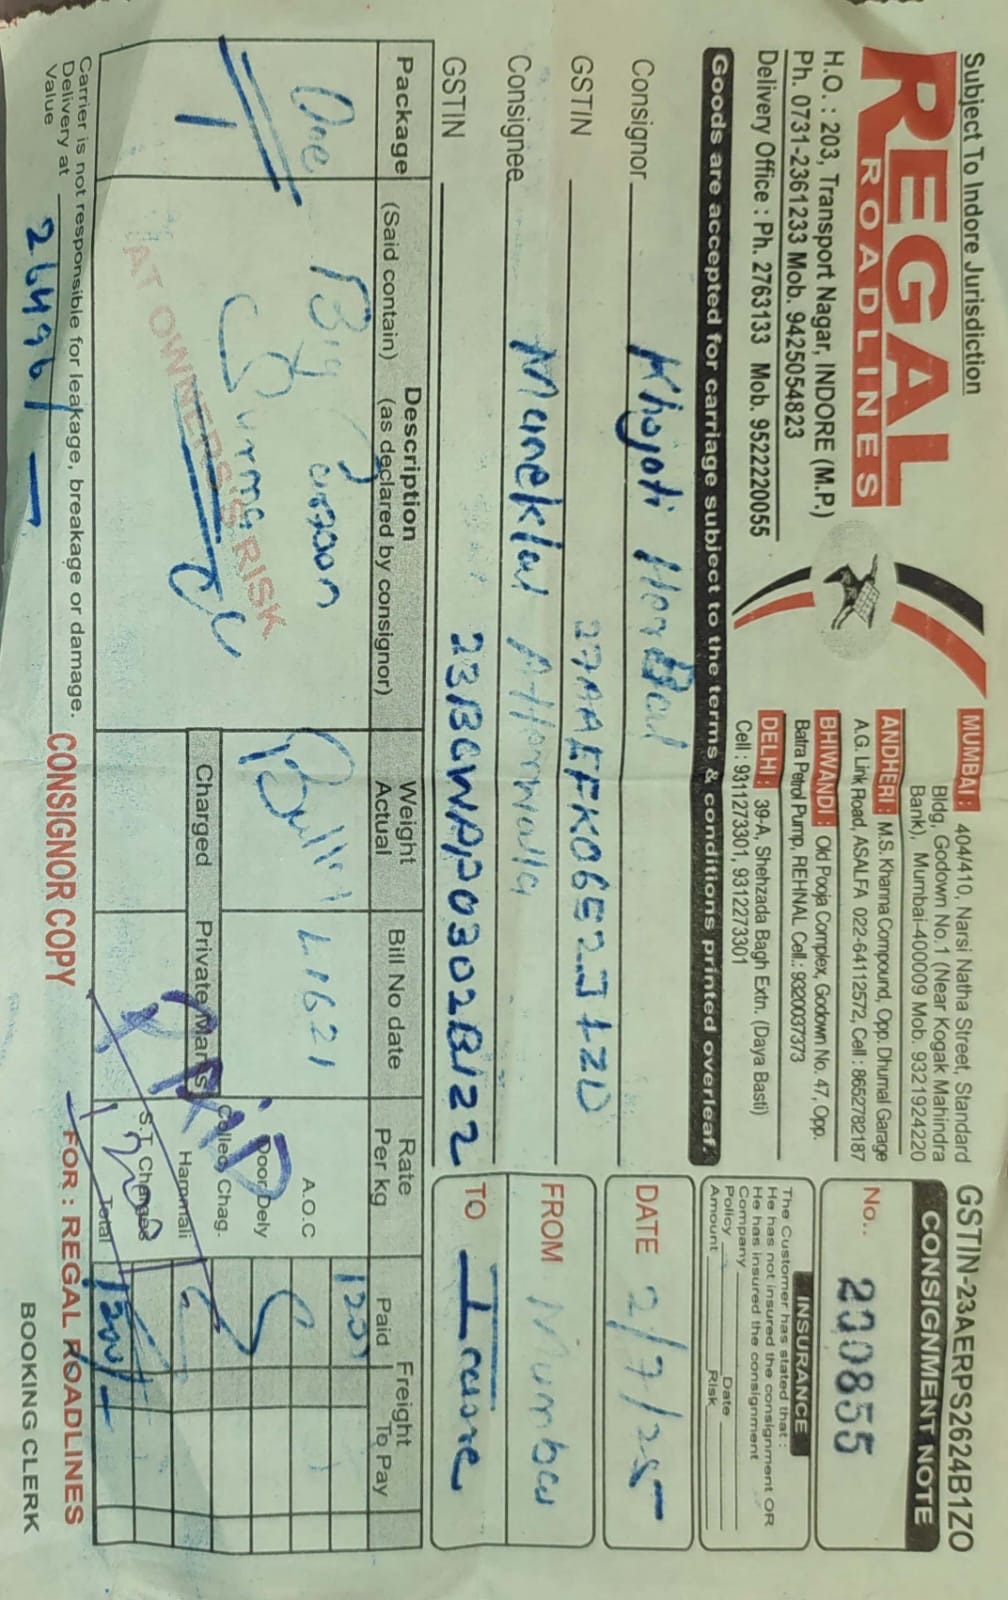 Subject To Indore Jurisdiction
REGAL
ROADLINES
H.O. : 203, Transport Nagar, INDORE (M.P.)
Ph. 0731-2361233 Mob. 9425054823
Delivery Office : Ph. 2763133 Mob. 9522220055
MUMBAI : 404/410, Narsi Natha Street, Standard
Bldg, Godown No.1 (Near Kogak Mahindra
Bank), Mumbai-400009 Mob. 9321924220
ANDHERI : M.S. Khanna Compound, Opp. Dhumal Garage
A.G. Link Road, ASALFA 022-64112572, Cell : 8652782187
BHIWANDI : Old Pooja Complex, Godown No. 47, Opp.
Batra Petrol Pump, REHNAL Cell.: 9320037373
DELHI : 39-A, Shehzada Bagh Extn. (Daya Basti)
Cell : 9311273301, 9312273301
GSTIN-23AERPS2624B1ZO
CONSIGNMENT NOTE
No.. 230855
INSURANCE
The Customer has stated that :
He has not insured the consignment OR
He has insured the consignment
Company
Policy Date
Amount Risk
Goods are accepted for carriage subject to the terms & conditions printed overleaf
Consignor Khojati
GSTIN
Consignee Maneklal
GSTIN 23BGWPP0302B1Z2
DATE 2/7/25
FROM Mumbai
TO
Package
Description
(Said contain) (as declared by consignor)
Weight
Actual
Bill No date
Rate
Per kg
Freight
Paid To Pay
One Big L1621
1
Surma
Charged
Private Marks
A.O.C
Door Dely
Collec. Chag.
Hammali
S.T. Charges
Total
1200
1200/-
PAID
AT OWNER'S RISK
Carrier is not responsible for leakage, breakage or damage.
Delivery at
Value 26496/-
CONSIGNOR COPY
FOR : REGAL ROADLINES
BOOKING CLERK